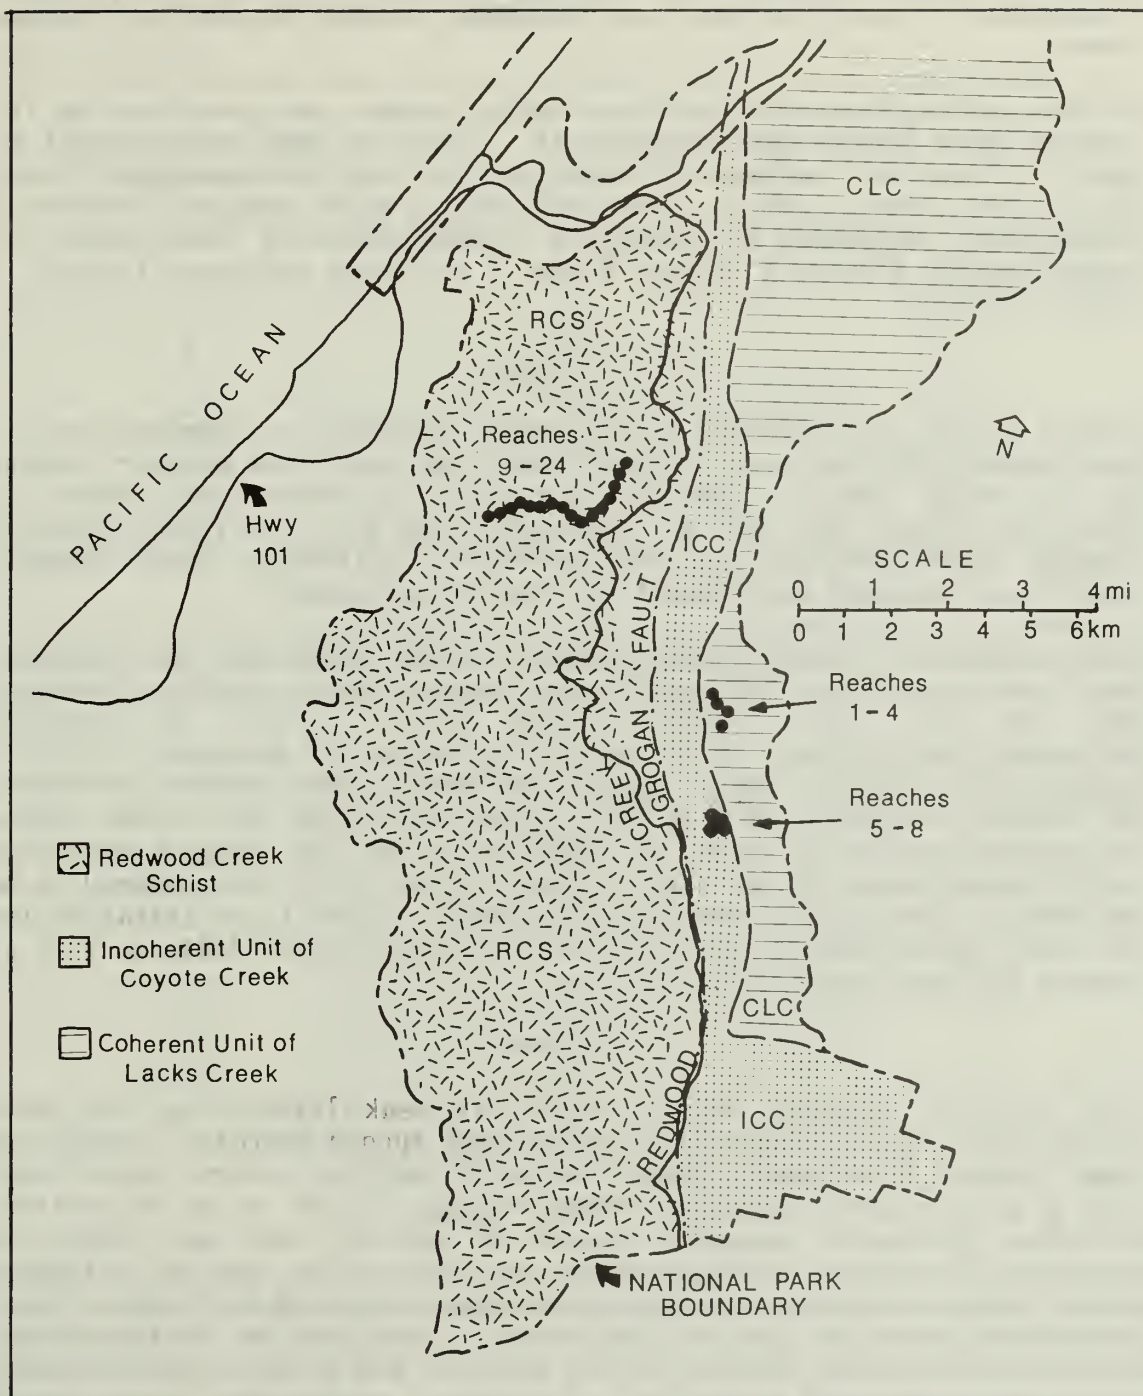 CLC
RCS
PACIFIC OCEAN
Reaches
9-24
Hwy
101
N
ICC
SCALE
0 1 2 3 4 mi
0 1 2 3 4 5 6 km
GROGAN FAULT
Reaches
1-4
Reaches
5-8
REDWOOD CREEK
Redwood Creek
Schist
Incoherent Unit of
Coyote Creek
Coherent Unit of
Lacks Creek
RCS
CLC
ICC
NATIONAL PARK
BOUNDARY